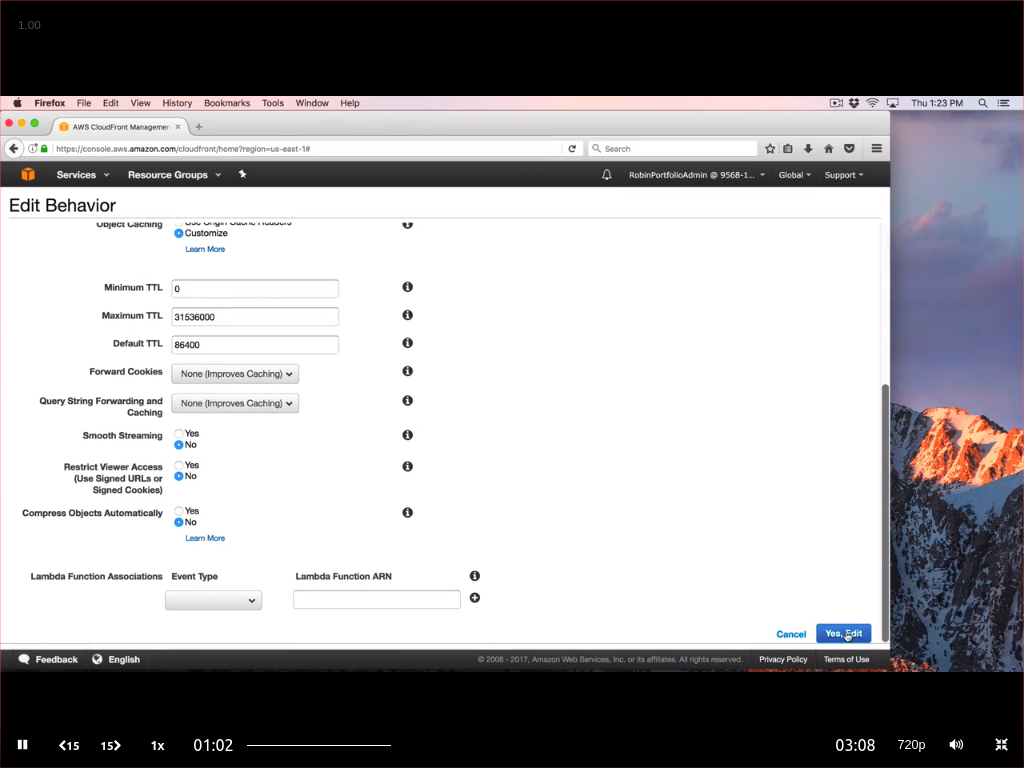 1.00
Firefox File Edit View History Bookmarks Tools Window Help Thu 1:23 PM
AWS CloudFront Managemen
https://console.aws.amazon.com/cloudfront/home?region=us-east-1# Search
Services Resource Groups RobinPortfolioAdmin @ 9568-1... Global Support
Edit Behavior
Object Caching Use Origin Cache Headers
Customize
Learn More
Minimum TTL 0
Maximum TTL 31536000
Default TTL 86400
Forward Cookies None (Improves Caching)
Query String Forwarding and Caching None (Improves Caching)
Smooth Streaming Yes
No
Restrict Viewer Access (Use Signed URLs or Signed Cookies) Yes
No
Compress Objects Automatically Yes
No
Learn More
Lambda Function Associations Event Type Lambda Function ARN
Cancel Yes, Edit
Feedback English © 2008 - 2017, Amazon Web Services, Inc. or its affiliates. All rights reserved. Privacy Policy Terms of Use
15 15 1x 01:02 03:08 720p